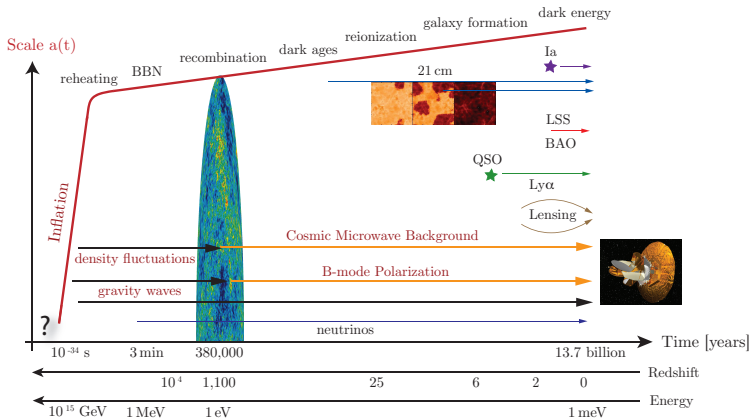 Scale a(t)
reheating
BBN
recombination
dark ages
reionization
galaxy formation
dark energy
Ia
21 cm
LSS
BAO
QSO
Lyα
Lensing
Inflation
Cosmic Microwave Background
density fluctuations
B-mode Polarization
gravity waves
?
neutrinos
Time [years]
10⁻³⁴ s 3 min 380,000 13.7 billion
Redshift
10⁴ 1,100 25 6 2 0
Energy
10¹⁵ GeV 1 MeV 1 eV 1 meV